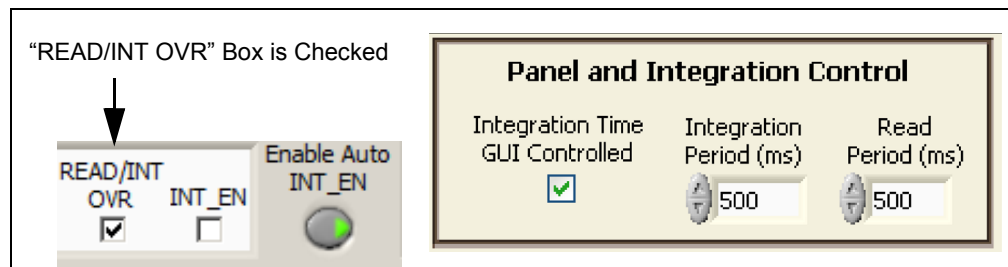 “READ/INT OVR” Box is Checked
READ/INT
OVR
INT_EN
Enable Auto
INT_EN
Panel and Integration Control
Integration Time
GUI Controlled
Integration
Period (ms)
500
Read
Period (ms)
500